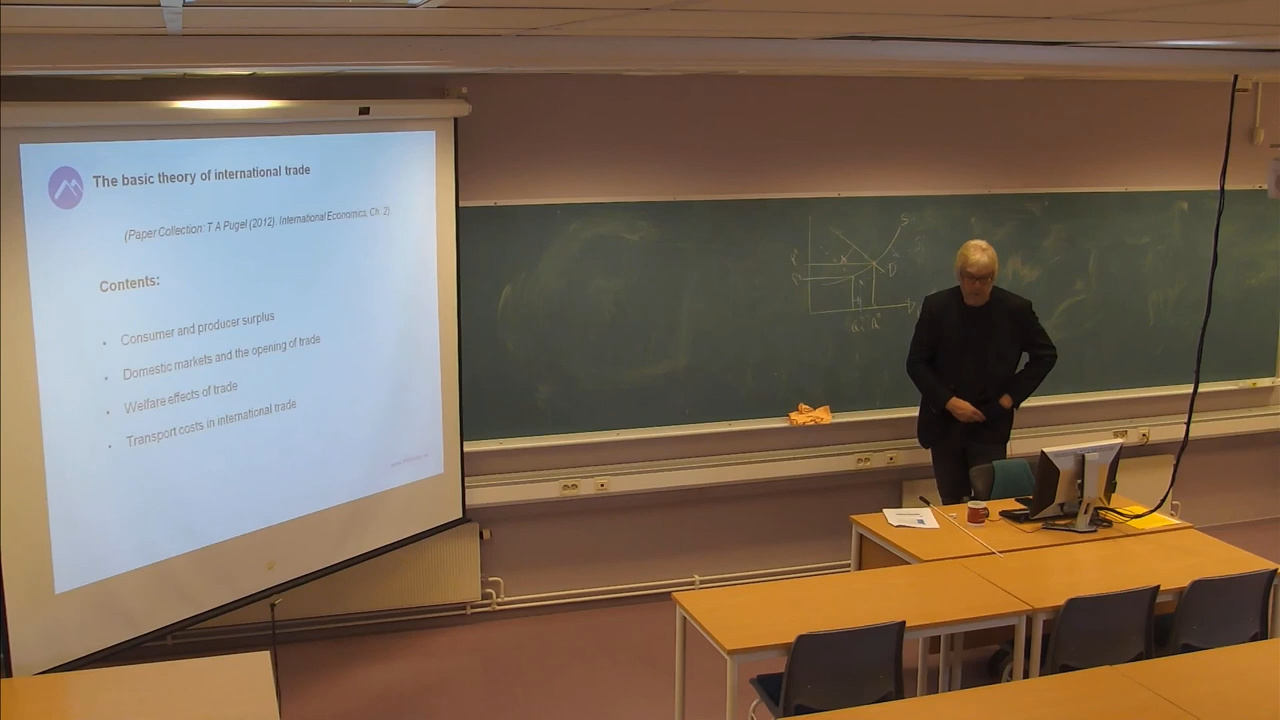 The basic theory of international trade
(Paper Collection: T A Pugel (2012). International Economics, Ch. 2)
Contents:
• Consumer and producer surplus
• Domestic markets and the opening of trade
• Welfare effects of trade
• Transport costs in international trade
S
D